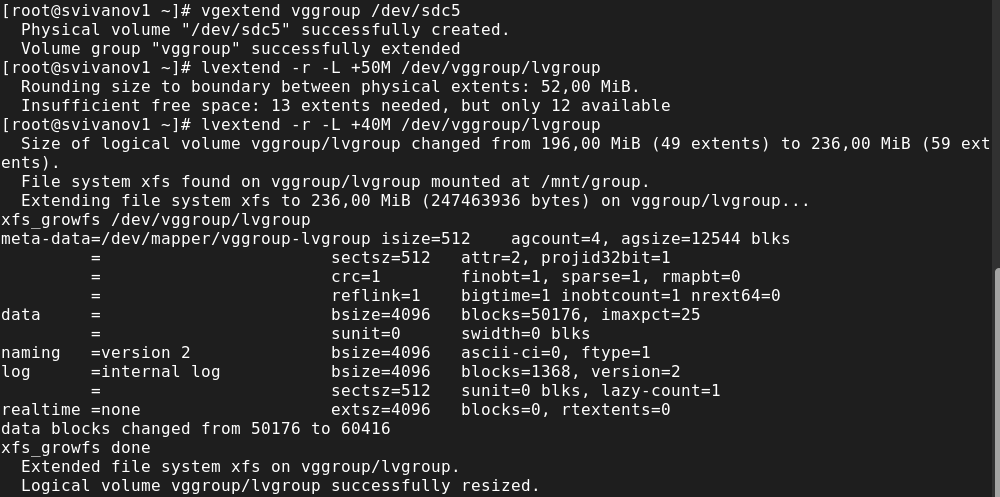 [root@svivanov1 ~]# vgextend vggroup /dev/sdc5
  Physical volume "/dev/sdc5" successfully created.
  Volume group "vggroup" successfully extended
[root@svivanov1 ~]# lvextend -r -L +50M /dev/vggroup/lvgroup
  Rounding size to boundary between physical extents: 52,00 MiB.
  Insufficient free space: 13 extents needed, but only 12 available
[root@svivanov1 ~]# lvextend -r -L +40M /dev/vggroup/lvgroup
  Size of logical volume vggroup/lvgroup changed from 196,00 MiB (49 extents) to 236,00 MiB (59 ext
ents).
  File system xfs found on vggroup/lvgroup mounted at /mnt/group.
  Extending file system xfs to 236,00 MiB (247463936 bytes) on vggroup/lvgroup...
xfs_growfs /dev/vggroup/lvgroup
meta-data=/dev/mapper/vggroup-lvgroup isize=512    agcount=4, agsize=12544 blks
         =                       sectsz=512   attr=2, projid32bit=1
         =                       crc=1        finobt=1, sparse=1, rmapbt=0
         =                       reflink=1    bigtime=1 inobtcount=1 nrext64=0
data     =                       bsize=4096   blocks=50176, imaxpct=25
         =                       sunit=0      swidth=0 blks
naming   =version 2              bsize=4096   ascii-ci=0, ftype=1
log      =internal log           bsize=4096   blocks=1368, version=2
         =                       sectsz=512   sunit=0 blks, lazy-count=1
realtime =none                   extsz=4096   blocks=0, rtextents=0
data blocks changed from 50176 to 60416
xfs_growfs done
  Extended file system xfs on vggroup/lvgroup.
  Logical volume vggroup/lvgroup successfully resized.